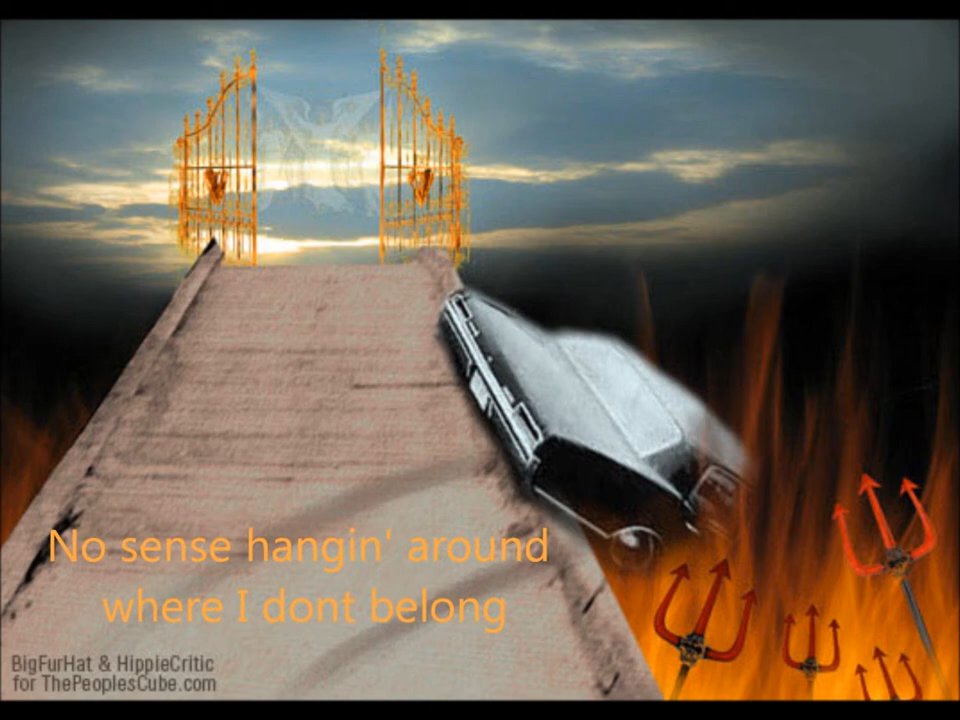 No sense hangin' around
where I dont belong
BigFurHat & HippieCritic
for ThePeoplesCube.com